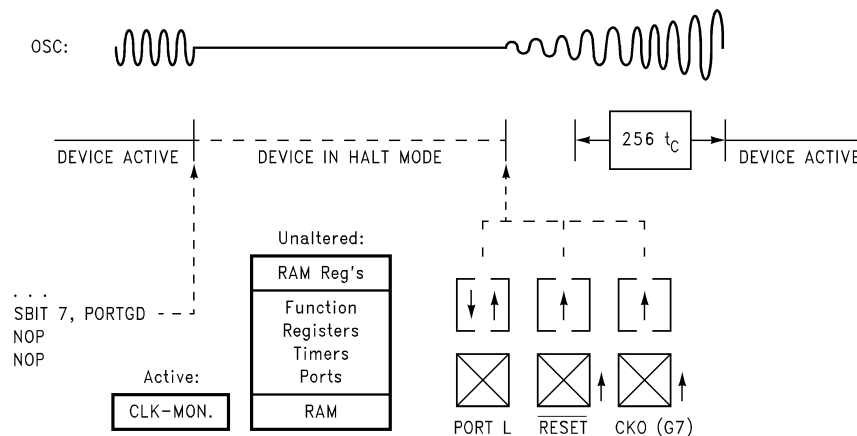 OSC:
256 tC
DEVICE ACTIVE
DEVICE IN HALT MODE
DEVICE ACTIVE
Unaltered:
RAM Reg's
Function
Registers
Timers
Ports
RAM
. . .
SBIT 7, PORTGD
NOP
NOP
Active:
CLK-MON.
PORT L
RESET
CKO (G7)